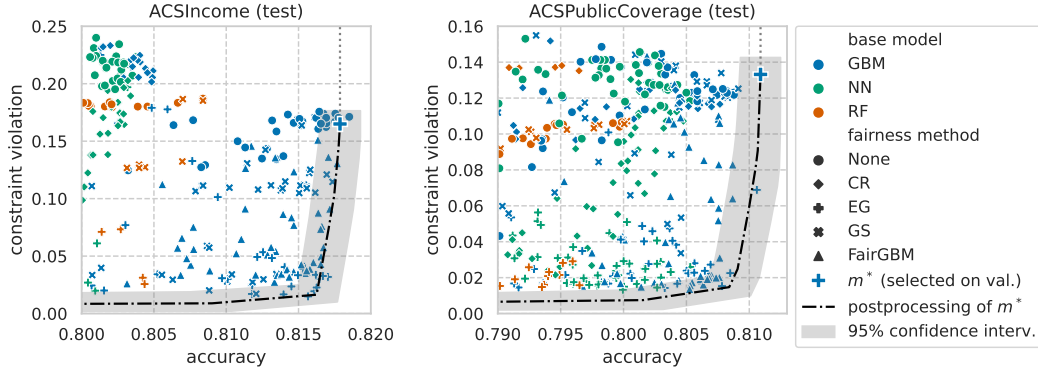 ACSIncome (test)
constraint violation
0.25
0.20
0.15
0.10
0.05
0.00
0.800
0.805
0.810
0.815
0.820
accuracy
ACSPublicCoverage (test)
constraint violation
0.16
0.14
0.12
0.10
0.08
0.06
0.04
0.02
0.00
0.790
0.795
0.800
0.805
0.810
accuracy
base model
GBM
NN
RF
fairness method
None
CR
EG
GS
FairGBM
m* (selected on val.)
postprocessing of m*
95% confidence interv.